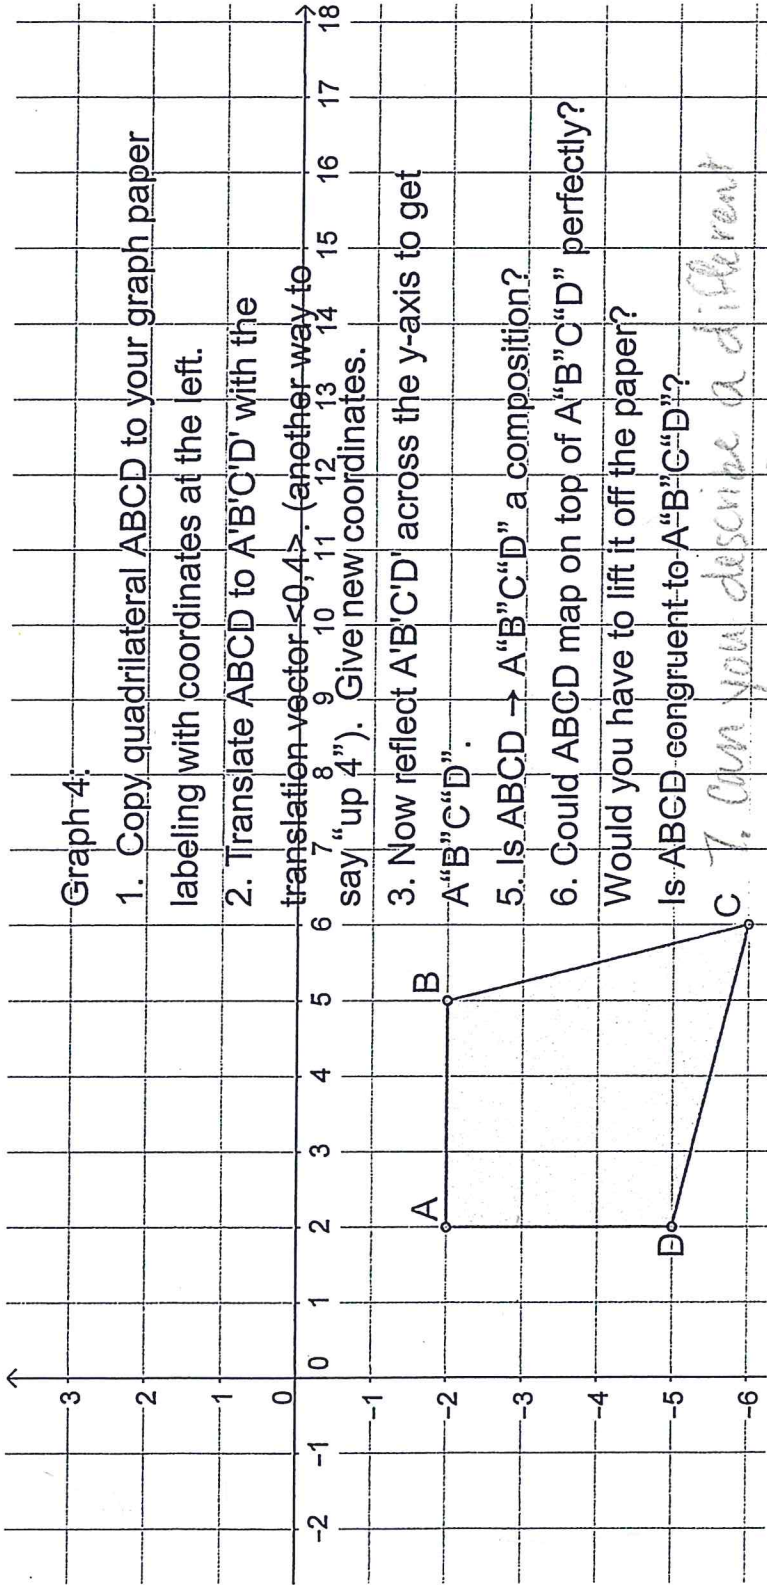 Graph 4:
1. Copy quadrilateral ABCD to your graph paper
labeling with coordinates at the left.
2. Translate ABCD to A'B'C'D' with the
translation vector <0,4>. (another way to
say “up 4”). Give new coordinates.
3. Now reflect A'B'C'D' across the y-axis to get
A“B”C“D”.
5. Is ABCD → A“B”C“D” a composition?
6. Could ABCD map on top of A“B”C“D” perfectly?
Would you have to lift it off the paper?
Is ABCD congruent to A“B”C“D”?
7. Can you describe a different
3
2
1
0
-1
-2
-3
-4
-5
-6
-2 -1 0 1 2 3 4 5 6 7 8 9 10 11 12 13 14 15 16 17 18
A B
D C